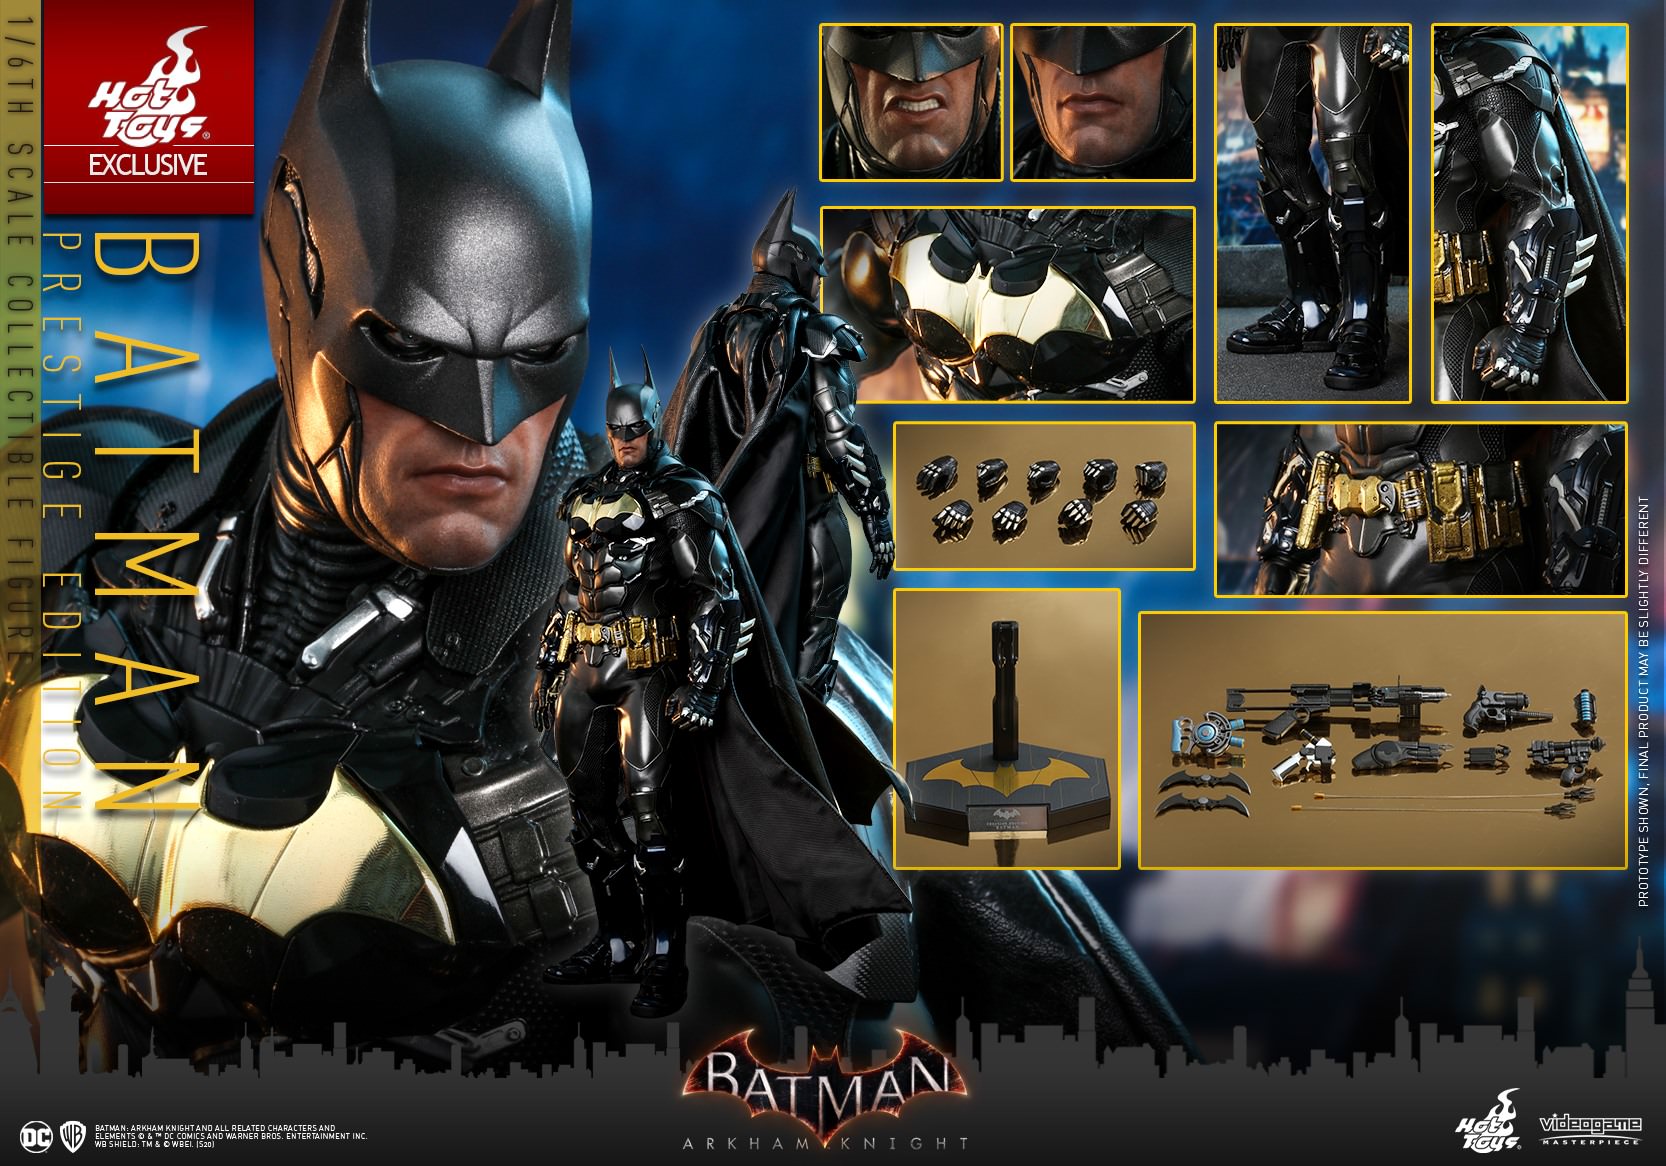 1/6TH SCALE COLLECTIBLE FIGURE
Hot
Toys®
EXCLUSIVE
BATMAN
PRESTIGE EDITION
PROTOTYPE SHOWN, FINAL PRODUCT MAY BE SLIGHTLY DIFFERENT
BATMAN
ARKHAM KNIGHT
DC
WB
BATMAN: ARKHAM KNIGHT AND ALL RELATED CHARACTERS AND
ELEMENTS © & ™ DC COMICS AND WARNER BROS. ENTERTAINMENT INC.
WB SHIELD: TM & © WBEI. (S20)
Hot
Toys®
videogame
MASTERPIECE